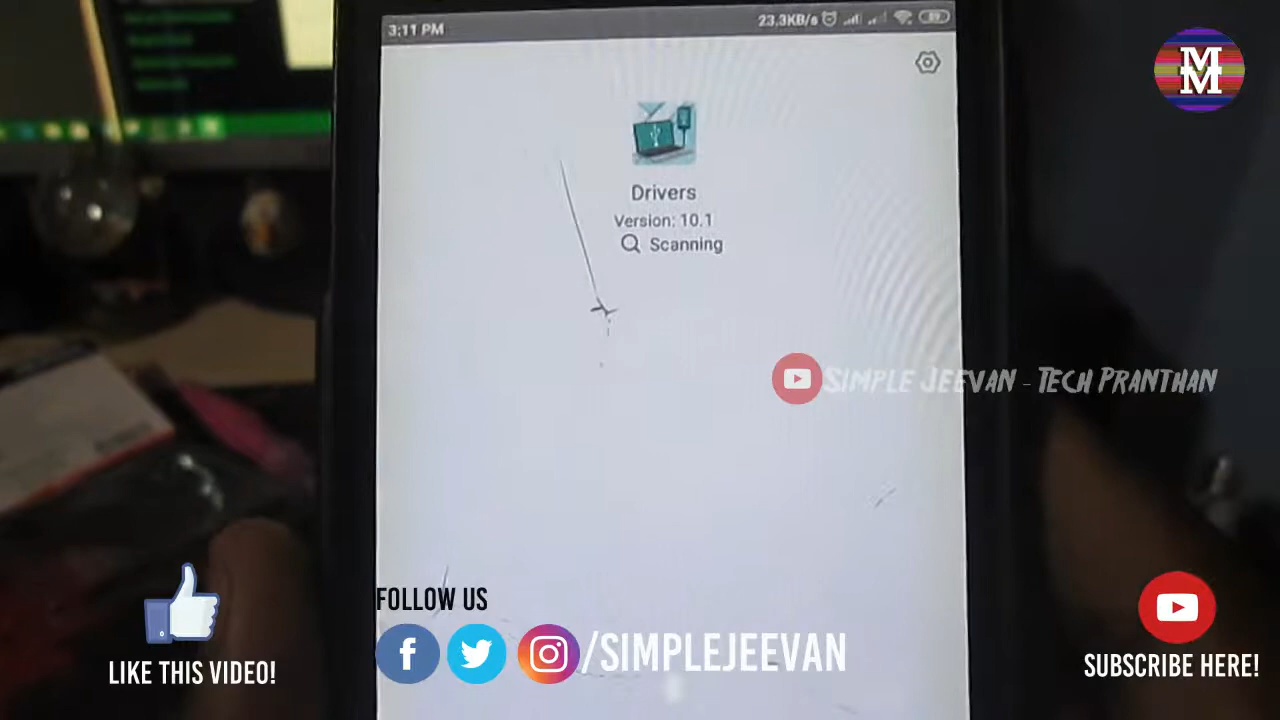 3:11 PM
23.3KB/s
MM
Drivers
Version: 10.1
Scanning
SIMPLE JEEVAN - TECH PRANTHAN
FOLLOW US
/SIMPLEJEEVAN
LIKE THIS VIDEO!
SUBSCRIBE HERE!